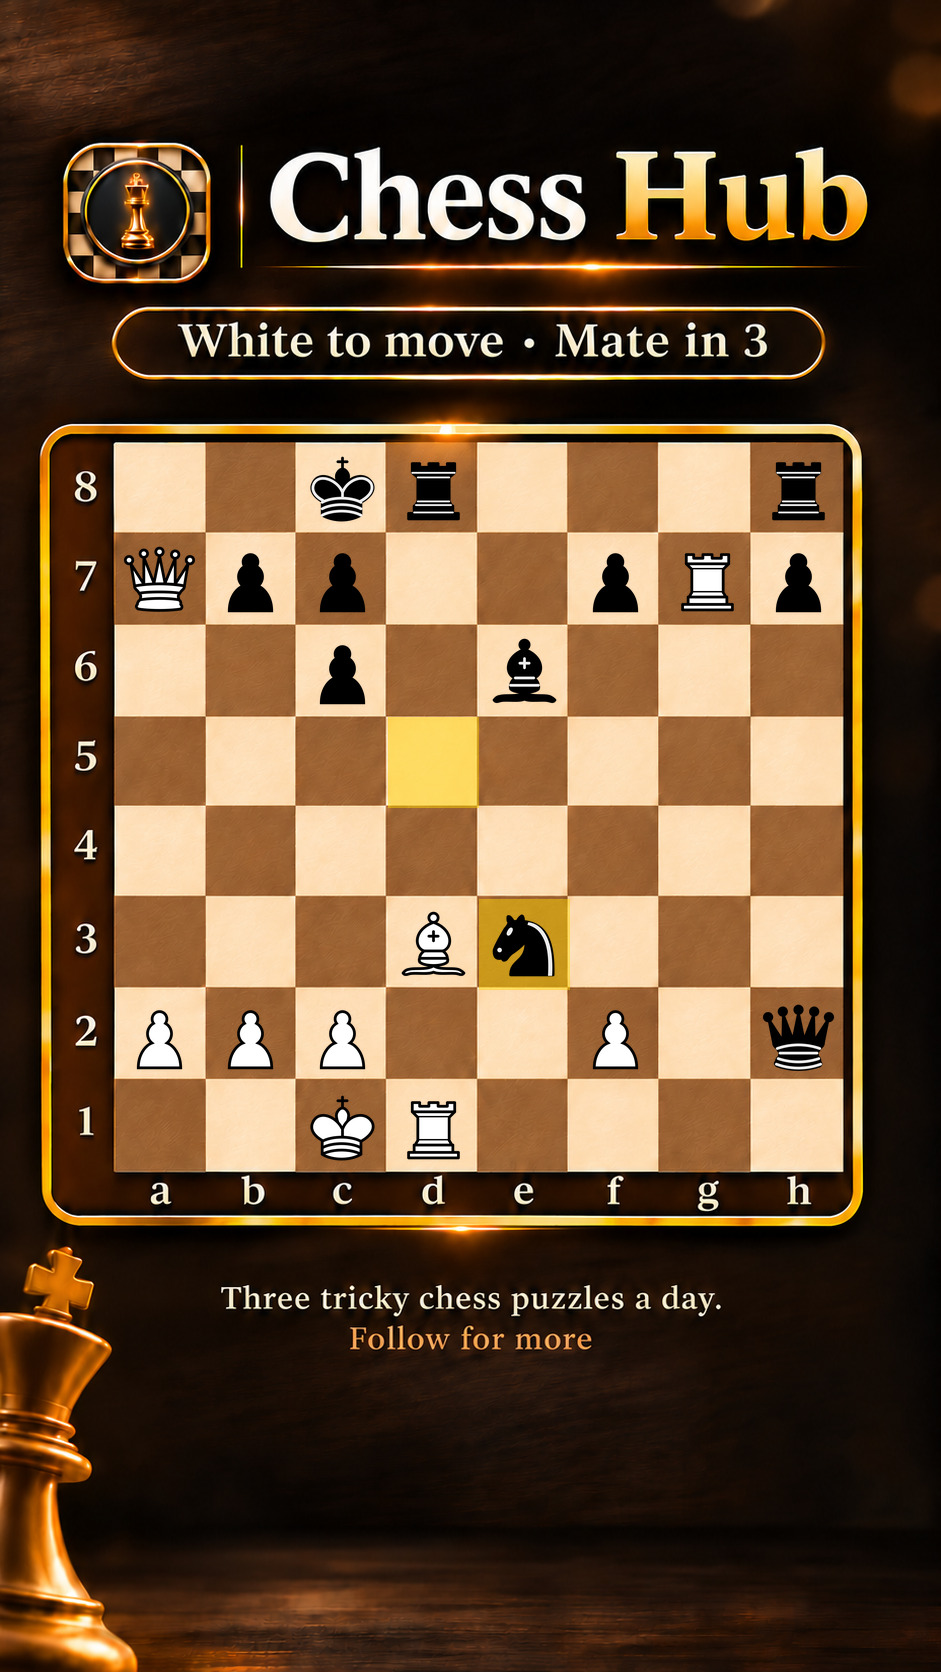 Chess Hub
White to move • Mate in 3
8
7
6
5
4
3
2
1
a b c d e f g h
Three tricky chess puzzles a day.
Follow for more